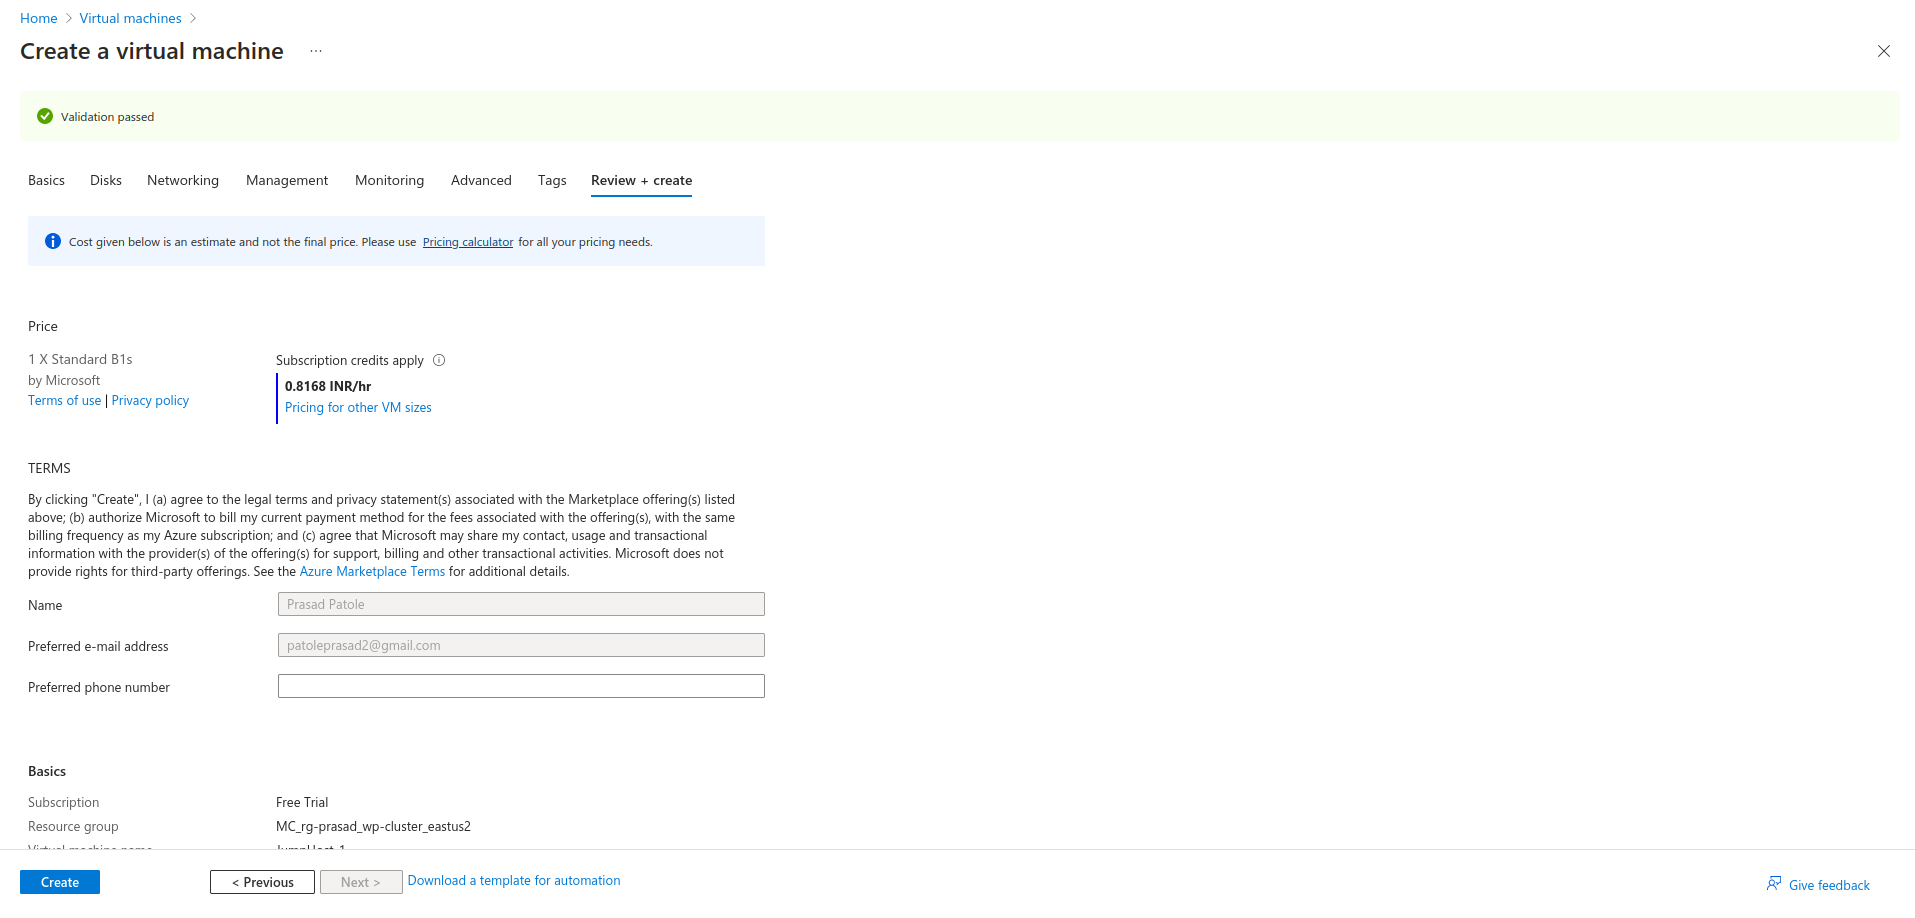 Home > Virtual machines >
Create a virtual machine ...
Validation passed
Basics Disks Networking Management Monitoring Advanced Tags Review + create
Cost given below is an estimate and not the final price. Please use Pricing calculator for all your pricing needs.
Price
1 X Standard B1s
by Microsoft
Terms of use | Privacy policy
Subscription credits apply
0.8168 INR/hr
Pricing for other VM sizes
TERMS
By clicking "Create", I (a) agree to the legal terms and privacy statement(s) associated with the Marketplace offering(s) listed
above; (b) authorize Microsoft to bill my current payment method for the fees associated with the offering(s), with the same
billing frequency as my Azure subscription; and (c) agree that Microsoft may share my contact, usage and transactional
information with the provider(s) of the offering(s) for support, billing and other transactional activities. Microsoft does not
provide rights for third-party offerings. See the Azure Marketplace Terms for additional details.
Name Prasad Patole
Preferred e-mail address patoleprasad2@gmail.com
Preferred phone number
Basics
Subscription Free Trial
Resource group MC_rg-prasad_wp-cluster_eastus2
Virtual machine name JumpHost-1
Create < Previous Next > Download a template for automation Give feedback